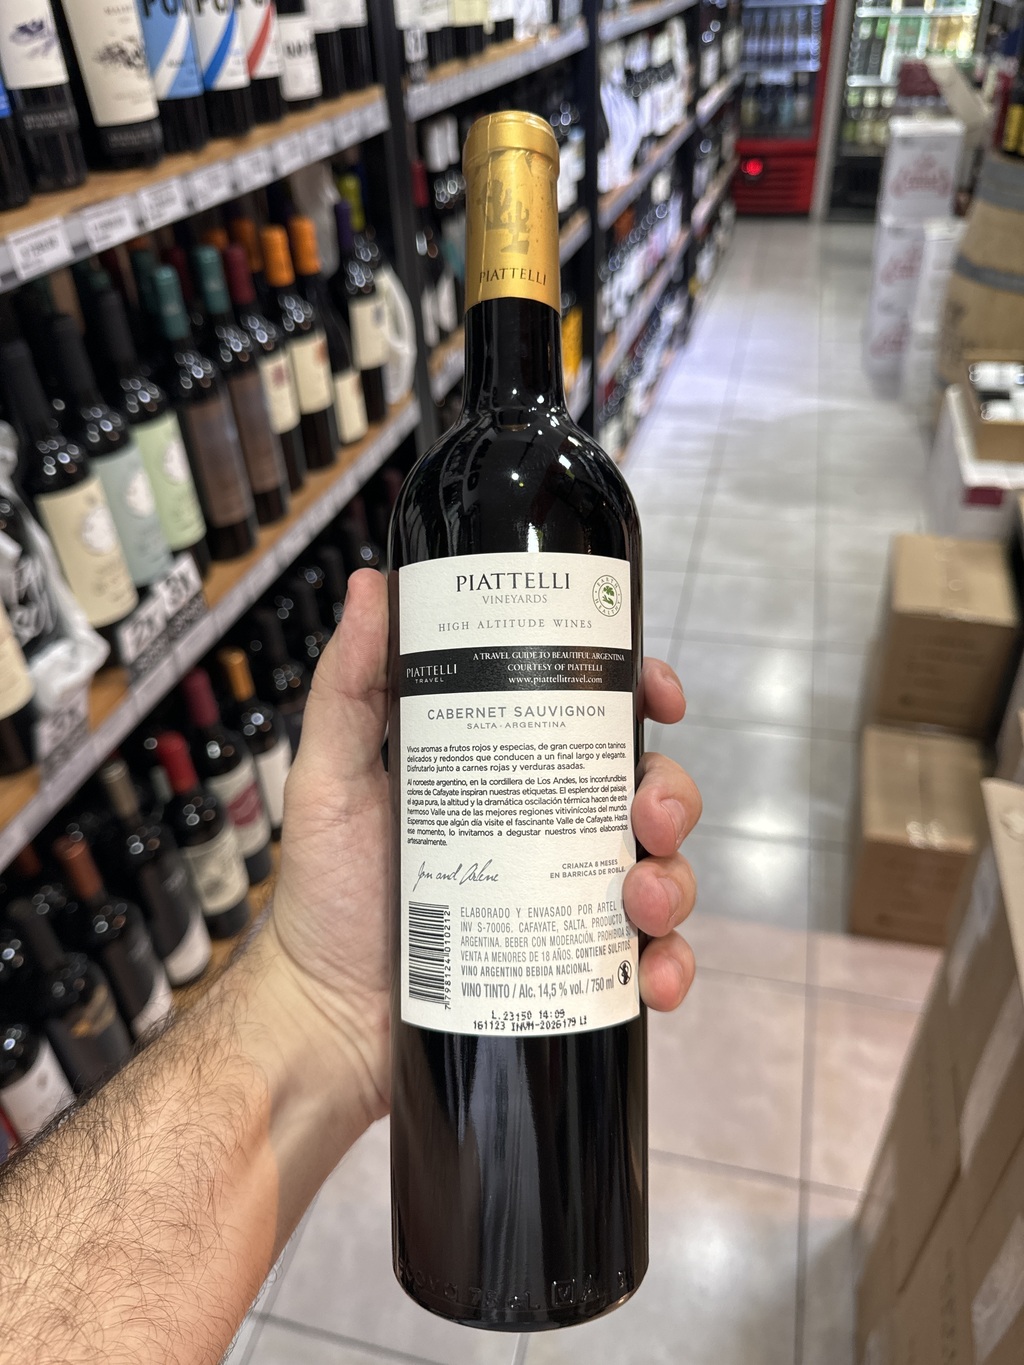 PIATTELLI
PIATTELLI
VINEYARDS
EARTH
HEALTH
HIGH ALTITUDE WINES
A TRAVEL GUIDE TO BEAUTIFUL ARGENTINA
COURTESY OF PIATTELLI
www.piattellitravel.com
PIATTELLI
TRAVEL
CABERNET SAUVIGNON
SALTA - ARGENTINA
Vivos aromas a frutos rojos y especias, de gran cuerpo con taninos
delicados y redondos que conducen a un final largo y elegante.
Disfrutarlo junto a carnes rojas y verduras asadas.
Al noroeste argentino, en la cordillera de Los Andes, los inconfundibles
colores de Cafayate inspiran nuestras etiquetas. El esplendor del paisaje,
el agua pura, la altitud y la dramática oscilación térmica hacen de este
hermoso Valle una de las mejores regiones vitivinícolas del mundo.
Esperamos que algún día visite el fascinante Valle de Cafayate. Hasta
ese momento, lo invitamos a degustar nuestros vinos elaborados
artesanalmente.
Jon and Arlene
CRIANZA 8 MESES
EN BARRICAS DE ROBLE.
ELABORADO Y ENVASADO POR ARTEL
INV S-70006. CAFAYATE, SALTA. PRODUCTO
ARGENTINA. BEBER CON MODERACIÓN. PROHIBIDA S
VENTA A MENORES DE 18 AÑOS. CONTIENE SULFITOS.
VINO ARGENTINO BEBIDA NACIONAL.
VINO TINTO / Alc. 14,5 % vol. / 750 ml
7 798124 010212
L.23150 14:09
161123 INVM-2026179 L1